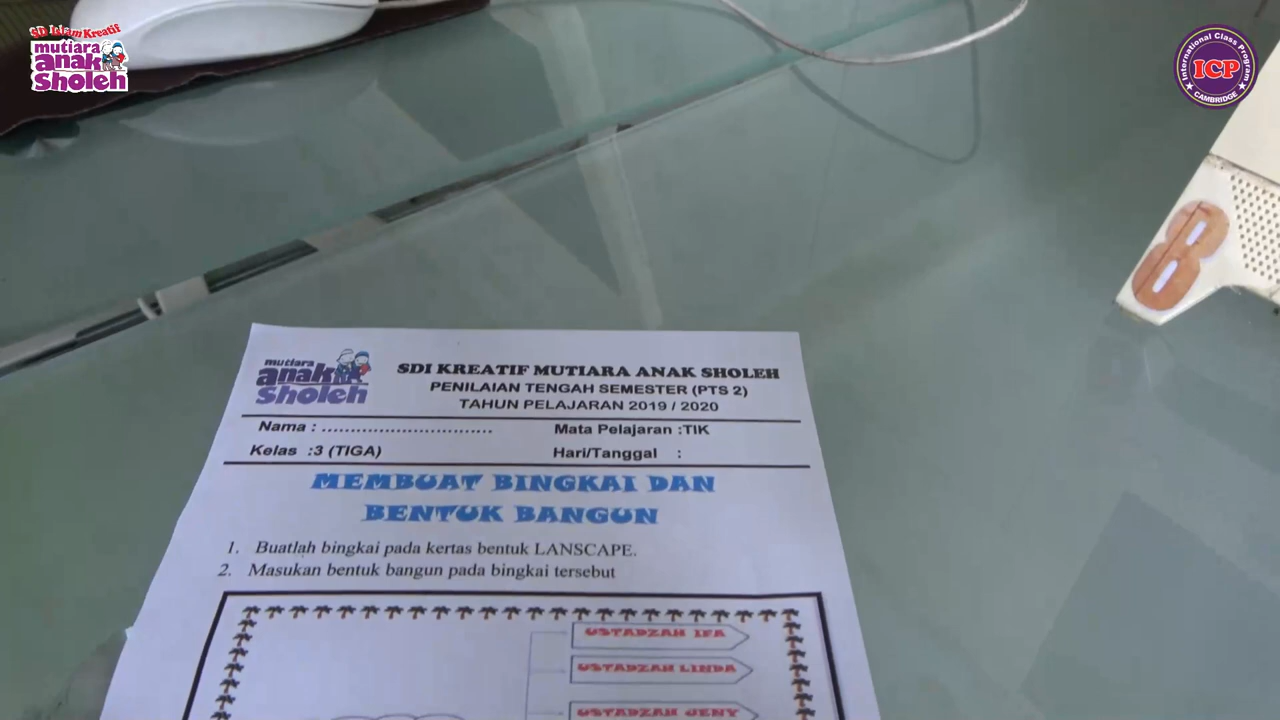 SD Islam Kreatif
mutiara
anak
Sholeh
International Class Program
ICP
CAMBRIDGE
mutiara
anak
Sholeh
SDI KREATIF MUTIARA ANAK SHOLEH
PENILAIAN TENGAH SEMESTER (PTS 2)
TAHUN PELAJARAN 2019 / 2020
Nama : .............................. Mata Pelajaran :TIK
Kelas :3 (TIGA) Hari/Tanggal :
MEMBUAT BINGKAI DAN
BENTUK BANGUN
1. Buatlah bingkai pada kertas bentuk LANSCAPE.
2. Masukan bentuk bangun pada bingkai tersebut
USTADZAH IFA
USTADZAH LINDA
USTADZAH JENY